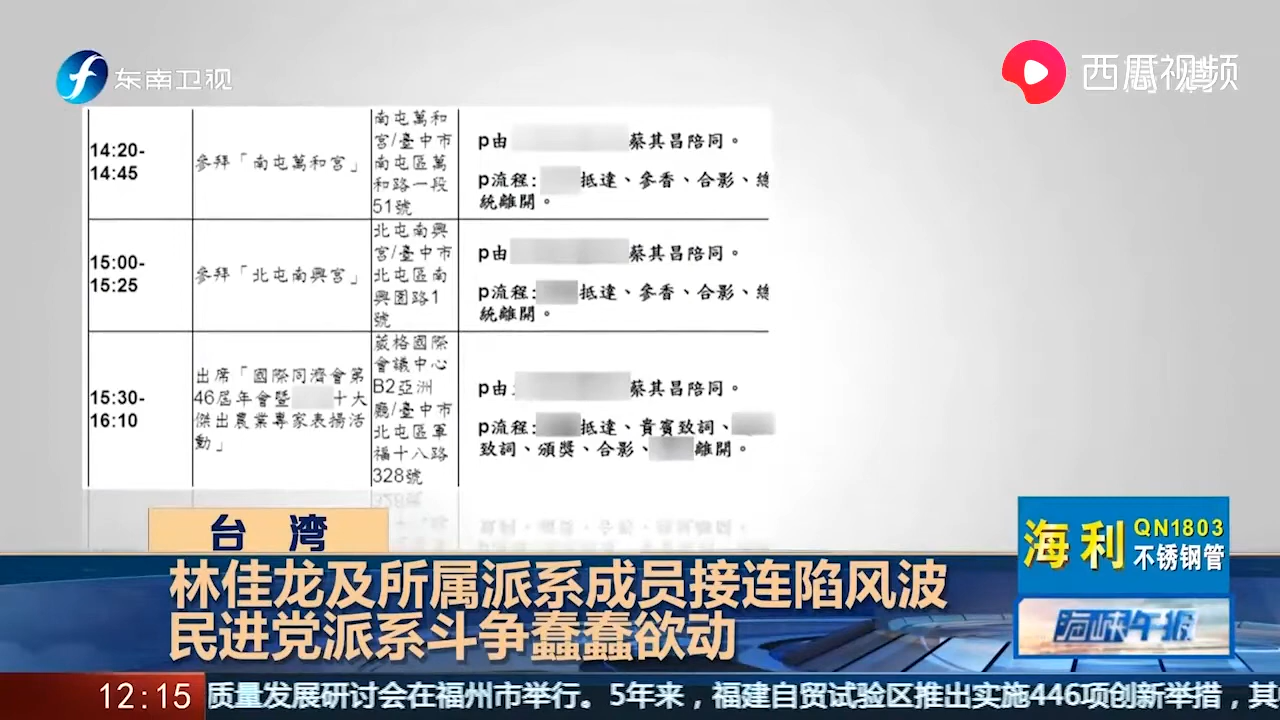 东南卫视
西瓜视频
14:20-
14:45
參拜「南屯萬和宮」
南屯萬和
宮/臺中市
南屯區萬
和路一段
51號
p由 蔡其昌陪同。
p流程: 抵達、參香、合影、總
統離開。
15:00-
15:25
參拜「北屯南興宮」
北屯南興
宮/臺中市
北屯區南
興園路1
號
p由 蔡其昌陪同。
p流程: 抵達、參香、合影、總
統離開。
15:30-
16:10
出席「國際同濟會第
46屆年會暨 十大
傑出農業專家表揚活
動」
葳格國際
會議中心
B2亞洲
廳/臺中市
北屯區軍
福十八路
328號
p由 蔡其昌陪同。
p流程: 抵達、貴賓致詞、
致詞、頒獎、合影、 離開。
台 湾
林佳龙及所属派系成员接连陷风波
民进党派系斗争蠢蠢欲动
海利
QN1803
不锈钢管
海峡午报
12:15
质量发展研讨会在福州市举行。5年来，福建自贸试验区推出实施446项创新举措，其